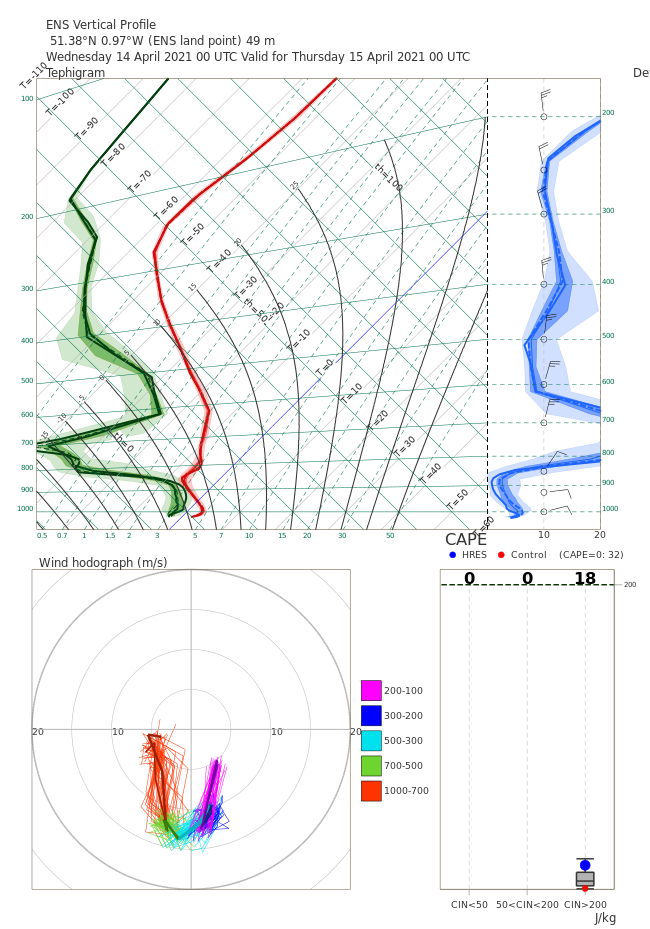 ENS Vertical Profile
51.38°N 0.97°W (ENS land point) 49 m
Wednesday 14 April 2021 00 UTC Valid for Thursday 15 April 2021 00 UTC
Tephigram
De
T=-110
T=-100
T=-90
T=-80
T=-70
T=-60
T=-50
T=-40
T=-30
T=-20
T=-10
T=0
T=10
T=20
T=30
T=40
T=50
T=60
th=0
th=50
th=100
100
200
300
400
500
600
700
800
900
1000
200
300
400
500
600
700
800
900
1000
25
20
15
10
5
0
-5
-10
-15
0.5 0.7 1 1.5 2 3 5 7 10 15 20 30 50
10 20
CAPE
HRES Control (CAPE=0: 32)
Wind hodograph (m/s)
20 10 10 20
200-100
300-200
500-300
700-500
1000-700
0 0 18
200
CIN<50 50<CIN<200 CIN>200
J/kg